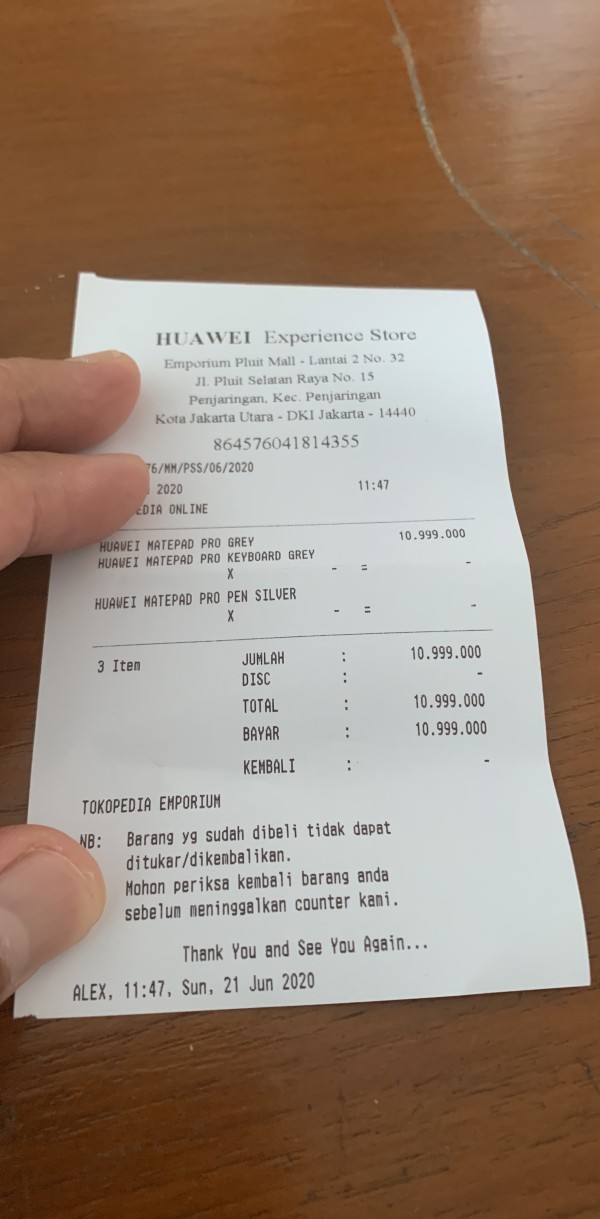 HUAWEI Experience Store
Emporium Pluit Mall - Lantai 2 No. 32
Jl. Pluit Selatan Raya No. 15
Penjaringan, Kec. Penjaringan
Kota Jakarta Utara - DKI Jakarta - 14440
864576041814355
76/MM/PSS/06/2020
2020 11:47
EDIA ONLINE
HUAWEI MATEPAD PRO GREY 10.999.000
HUAWEI MATEPAD PRO KEYBOARD GREY
X - = -
HUAWEI MATEPAD PRO PEN SILVER
X - = -
3 Item JUMLAH : 10.999.000
DISC : -
TOTAL : 10.999.000
BAYAR : 10.999.000
KEMBALI : -
TOKOPEDIA EMPORIUM
NB: Barang yg sudah dibeli tidak dapat
ditukar/dikembalikan.
Mohon periksa kembali barang anda
sebelum meninggalkan counter kami.
Thank You and See You Again...
ALEX, 11:47, Sun, 21 Jun 2020